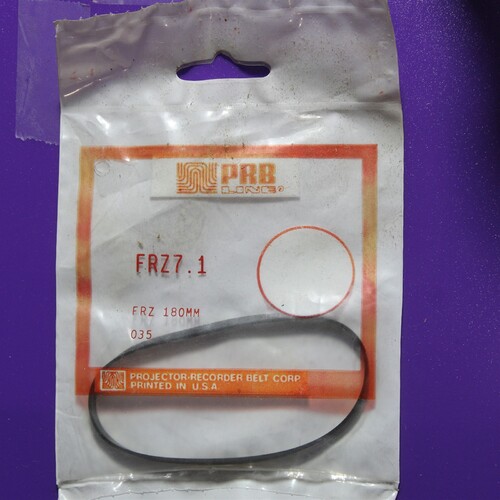 PRB
LINE®
FRZ7.1
FRZ 180MM
035
PROJECTOR-RECORDER BELT CORP.
PRINTED IN U.S.A.